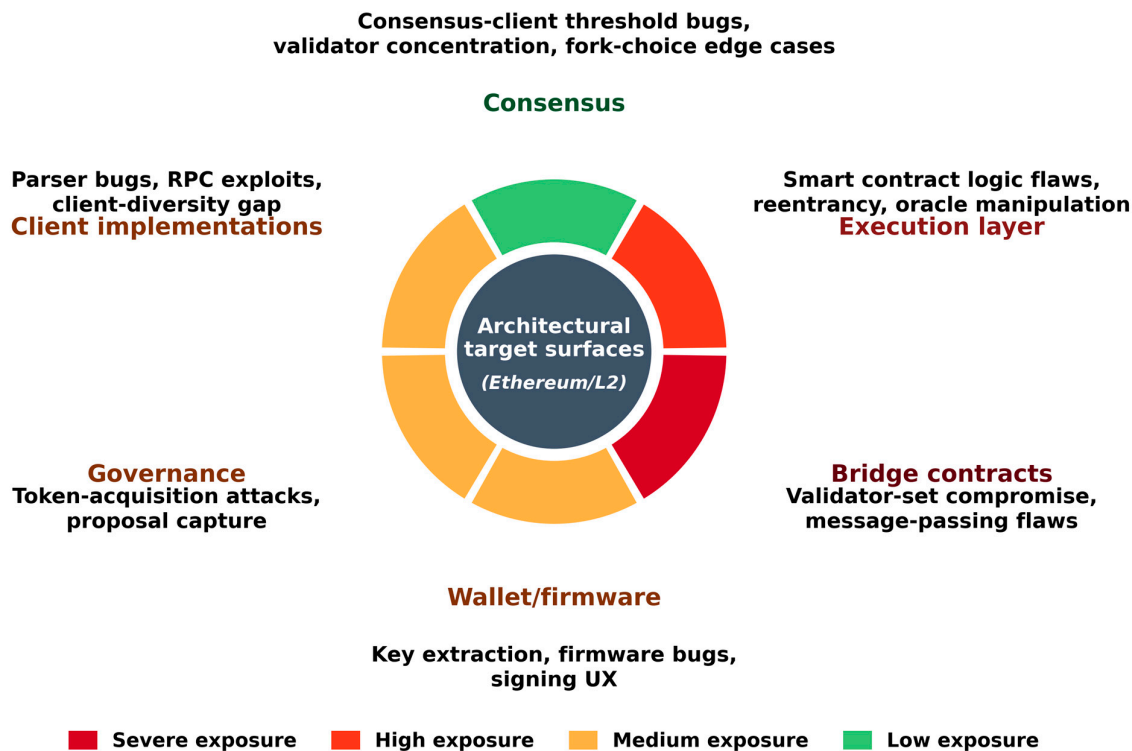 Consensus-client threshold bugs,
validator concentration, fork-choice edge cases
Consensus
Parser bugs, RPC exploits,
client-diversity gap
Client implementations
Smart contract logic flaws,
reentrancy, oracle manipulation
Execution layer
Architectural
target surfaces
(Ethereum/L2)
Governance
Token-acquisition attacks,
proposal capture
Bridge contracts
Validator-set compromise,
message-passing flaws
Wallet/firmware
Key extraction, firmware bugs,
signing UX
Severe exposure
High exposure
Medium exposure
Low exposure